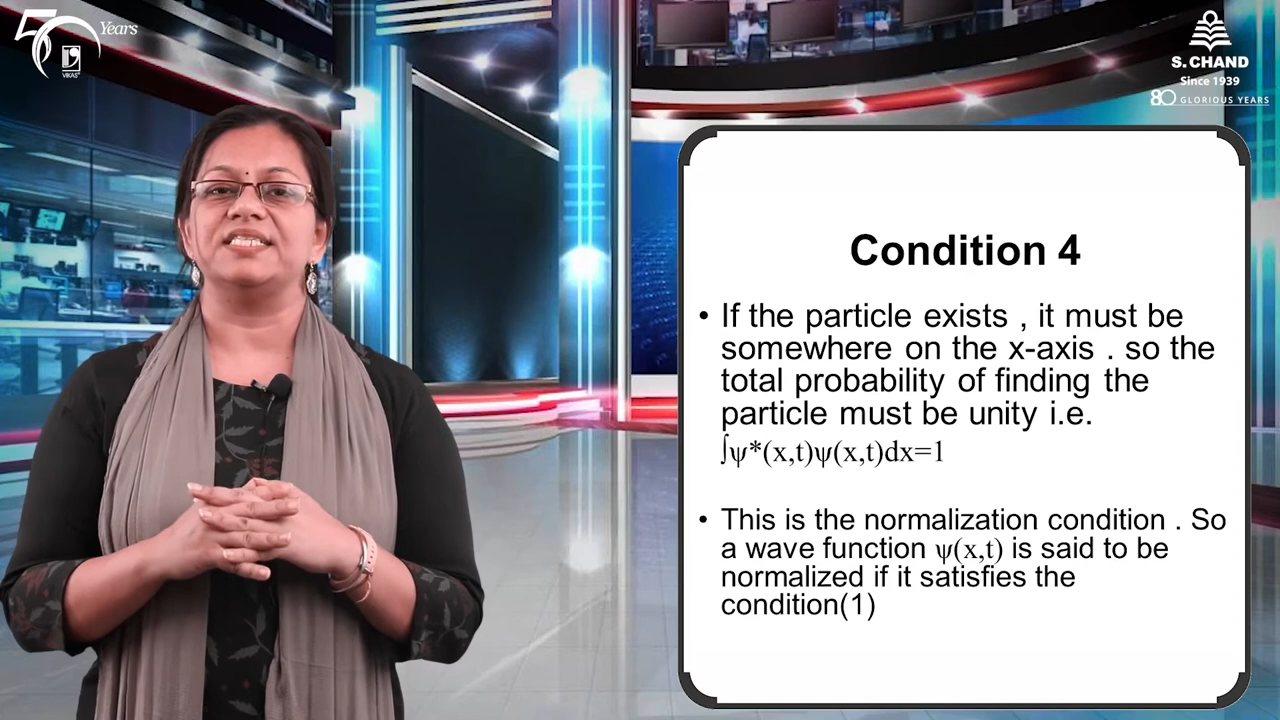 50 Years
VIKAS
S. CHAND
Since 1939
80 GLORIOUS YEARS
Condition 4
• If the particle exists , it must be
somewhere on the x-axis . so the
total probability of finding the
particle must be unity i.e.
∫ψ*(x,t)ψ(x,t)dx=1
• This is the normalization condition . So
a wave function ψ(x,t) is said to be
normalized if it satisfies the
condition(1)